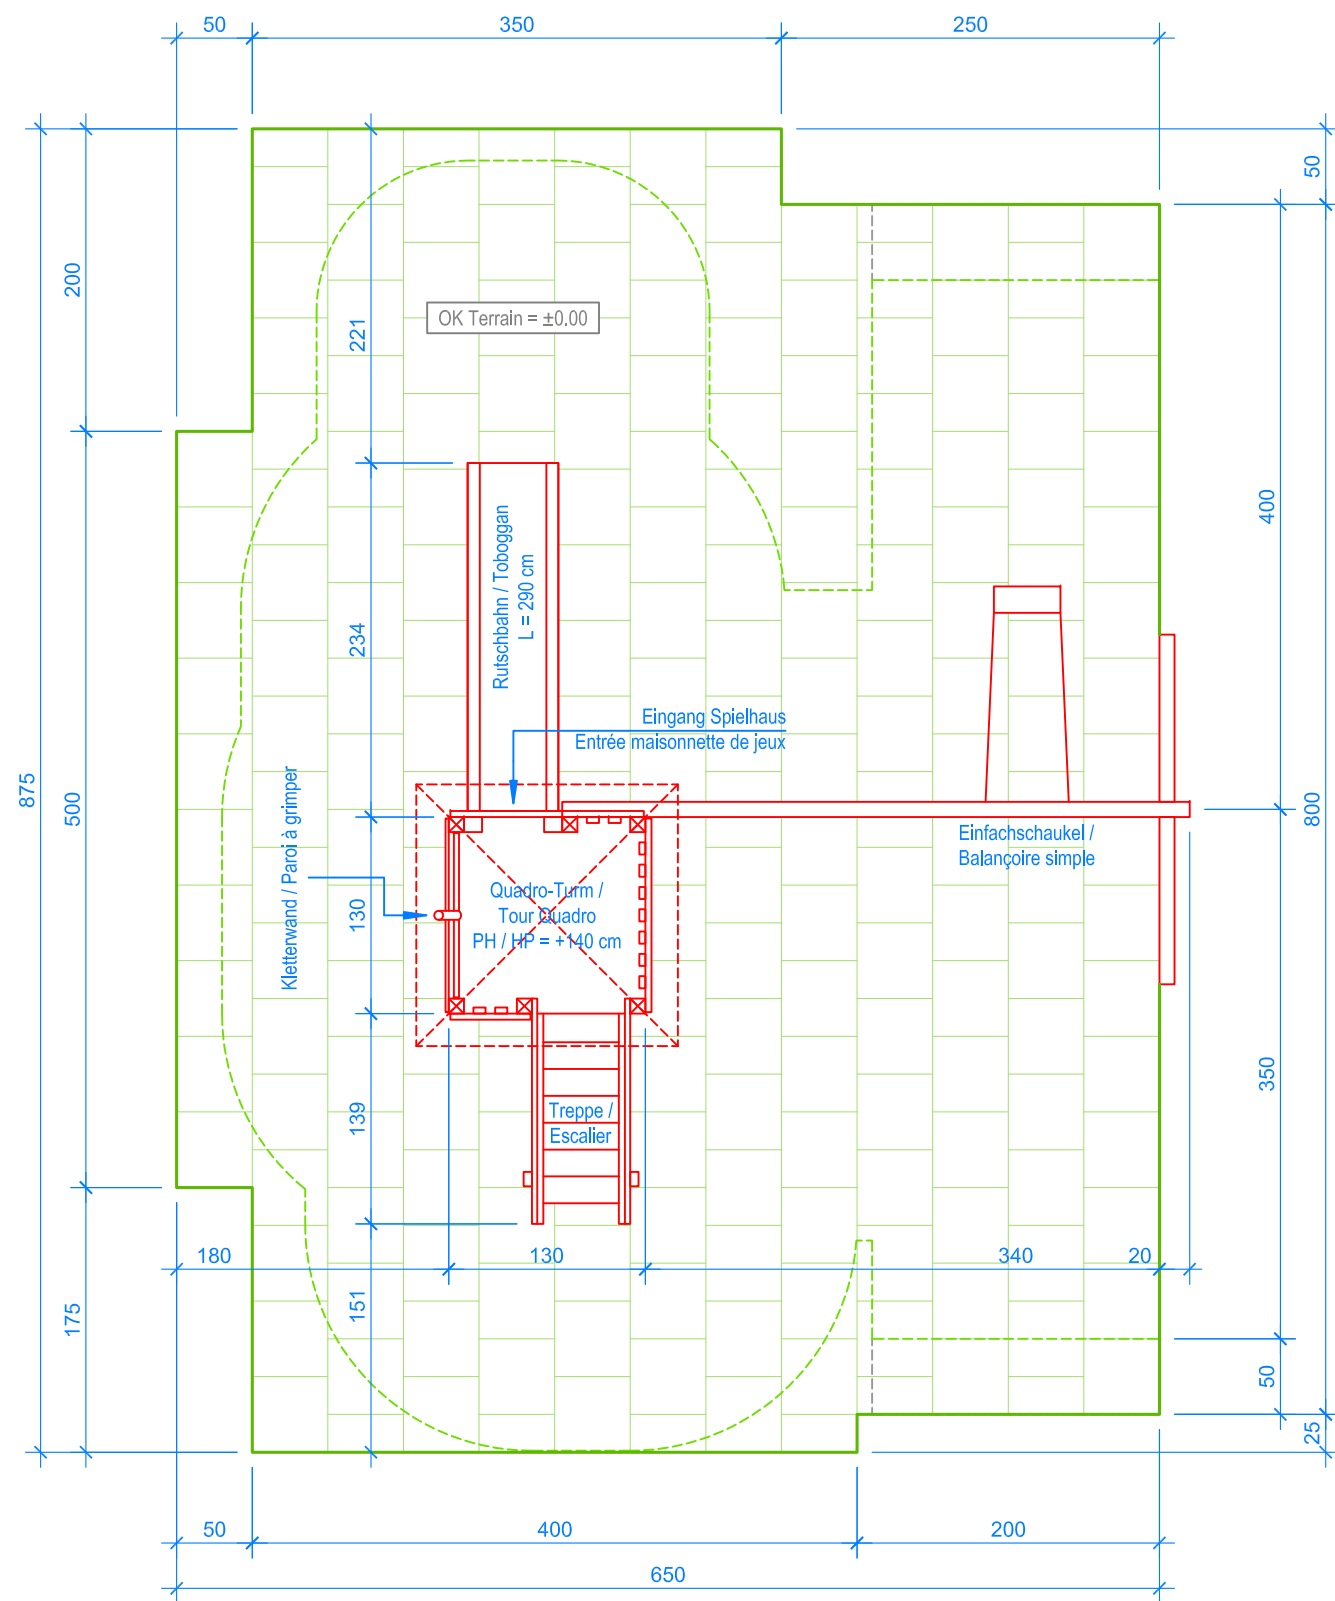 50
350
250
50
200
221
OK Terrain = ±0.00
400
Rutschbahn / Toboggan
L = 290 cm
234
Eingang Spielhaus
Entrée maisonnette de jeux
875
500
800
Einfachschaukel /
Balançoire simple
Kletterwand / Paroi à grimper
130
Quadro-Turm /
Tour Quadro
PH / HP = +140 cm
350
139
Treppe /
Escalier
180
130
340
20
151
175
50
25
50
400
200
650